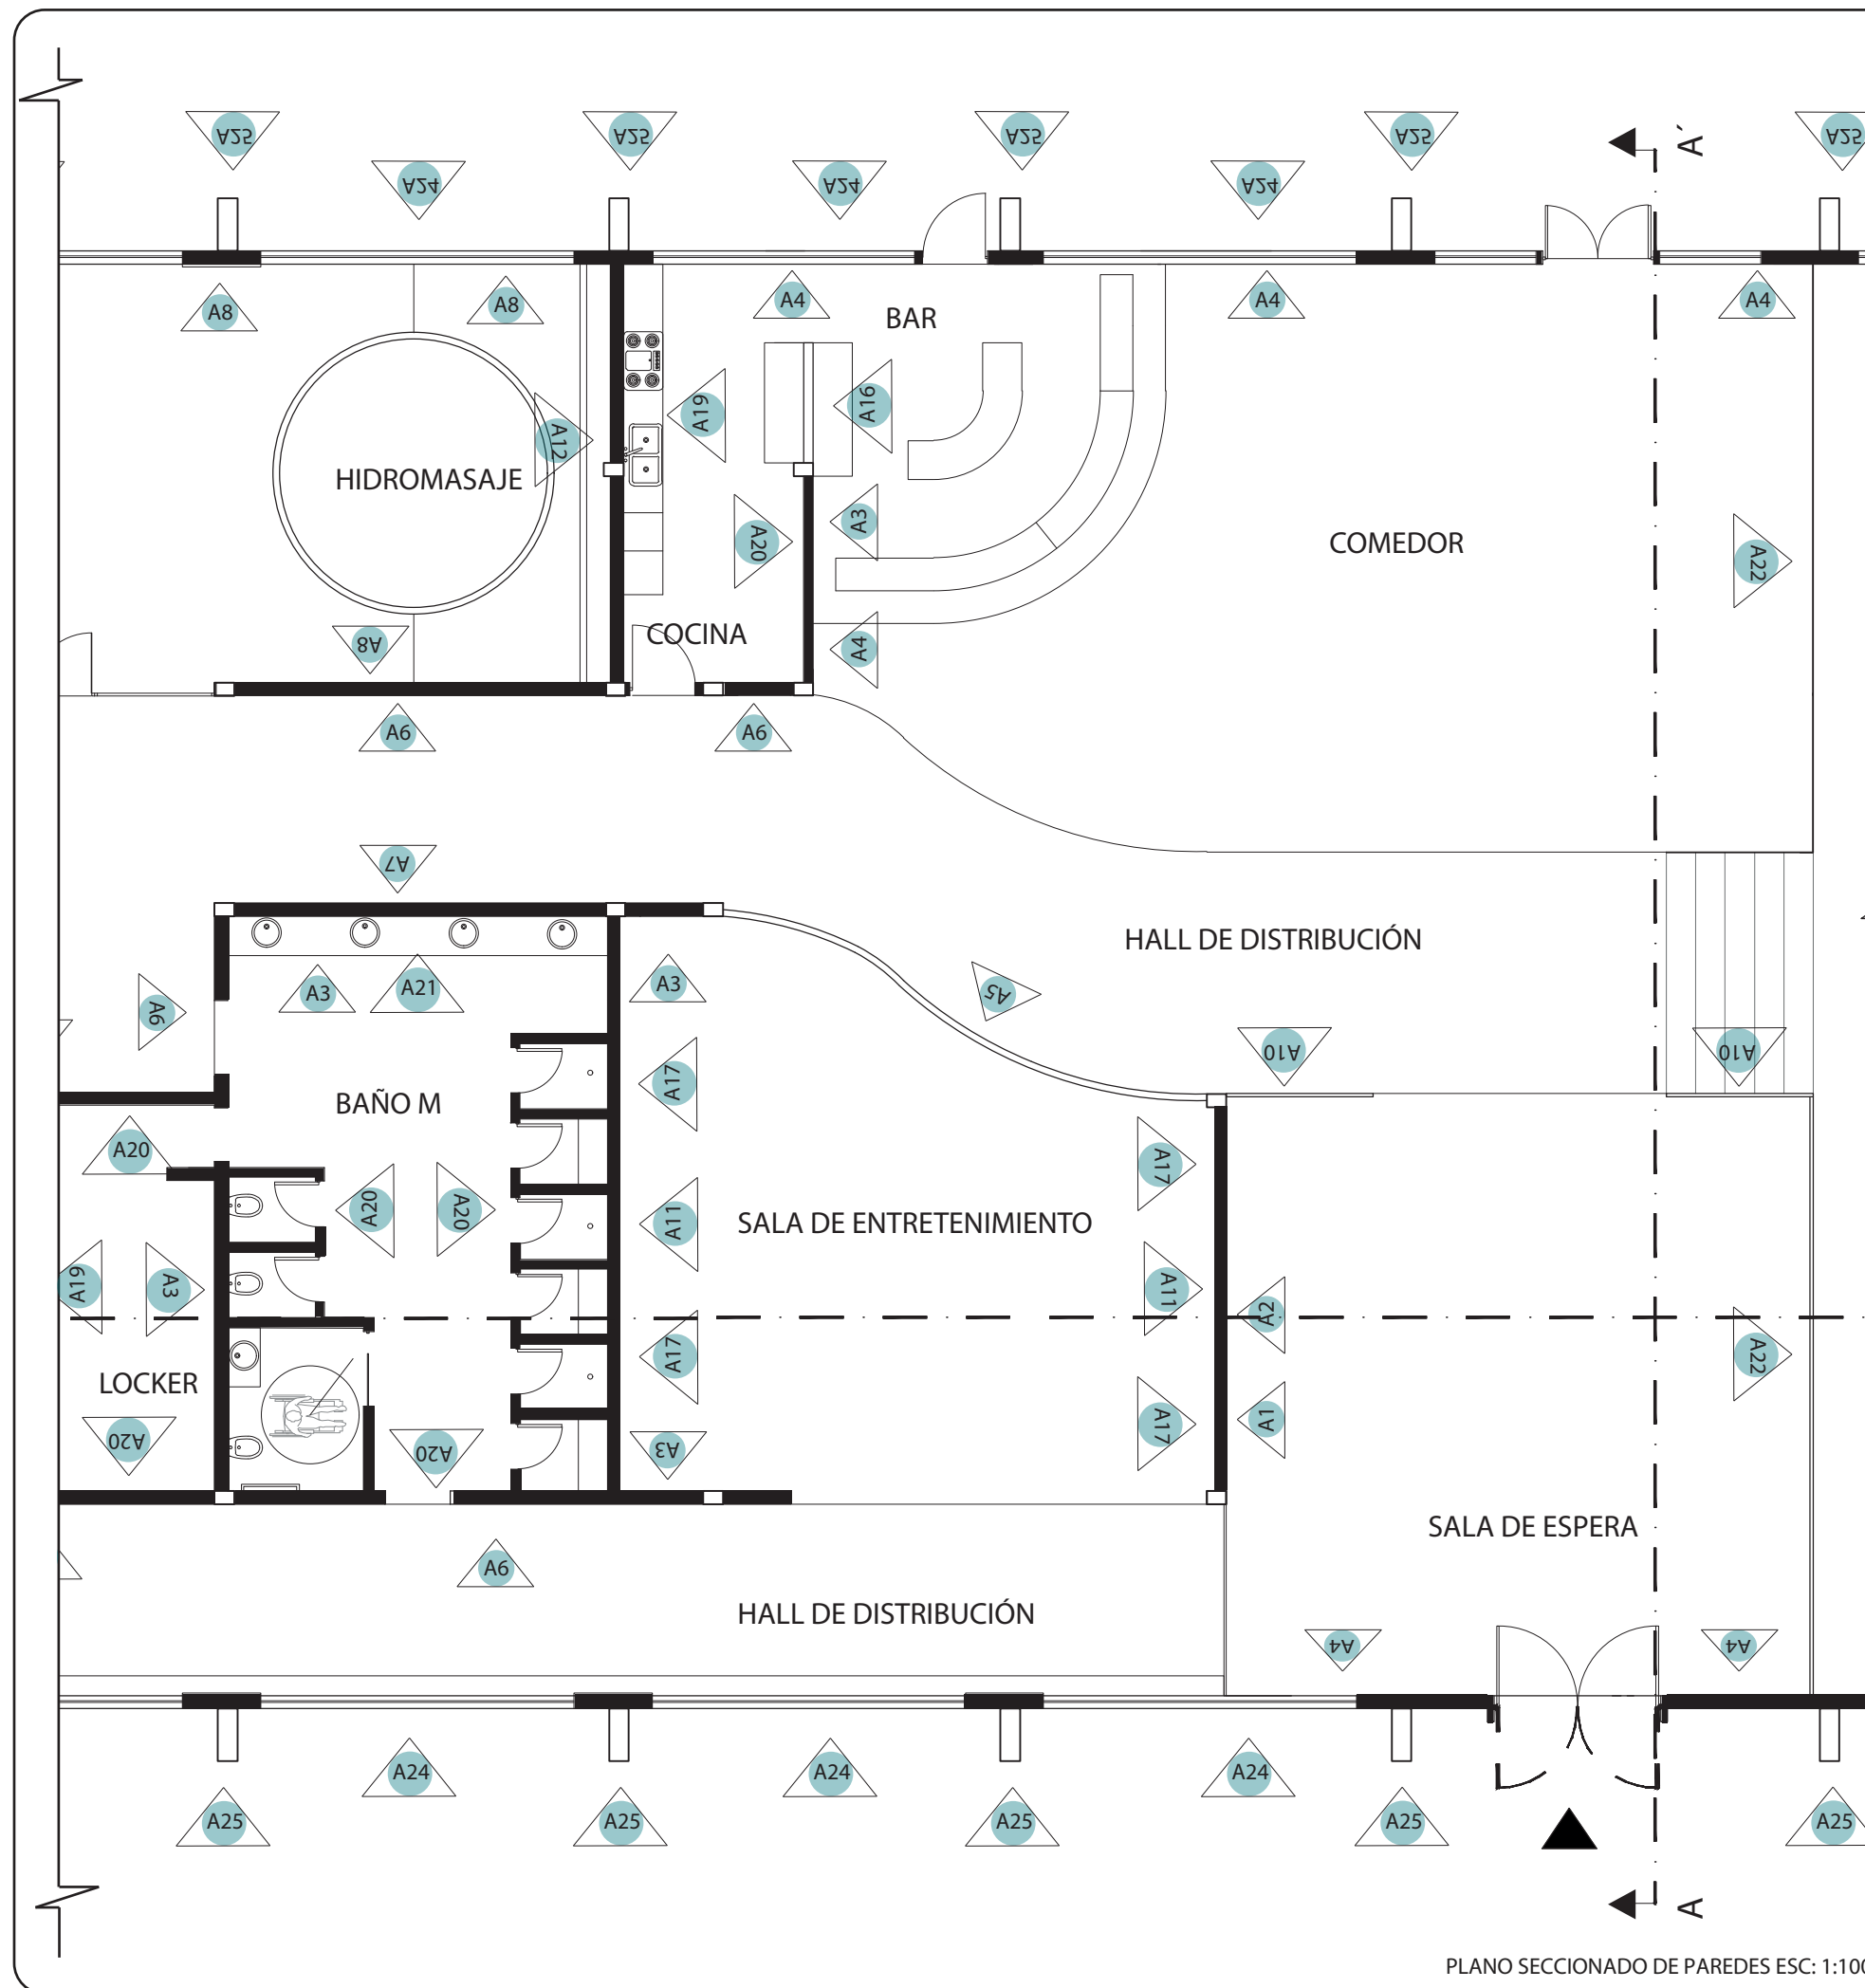 A25 A25 A25 A25 A25
A´
A24 A24 A24
A8 A8 A4 A4 A4
BAR
A19 A16
A12
HIDROMASAJE
A3
A20
COMEDOR
A22
A8
COCINA
A4
A6 A6
A7
HALL DE DISTRIBUCIÓN
A3 A21 A3
A5
A6
A10 A10
A17
BAÑO M
A20
A17
A20 A20
A11
SALA DE ENTRETENIMIENTO
A19 A3
A11
A2
A17
A22
LOCKER
A1
A20 A20
A3
A17
SALA DE ESPERA
A6
HALL DE DISTRIBUCIÓN
A4 A4
A24 A24 A24
A25 A25 A25 A25 A25
A
PLANO SECCIONADO DE PAREDES ESC: 1:100